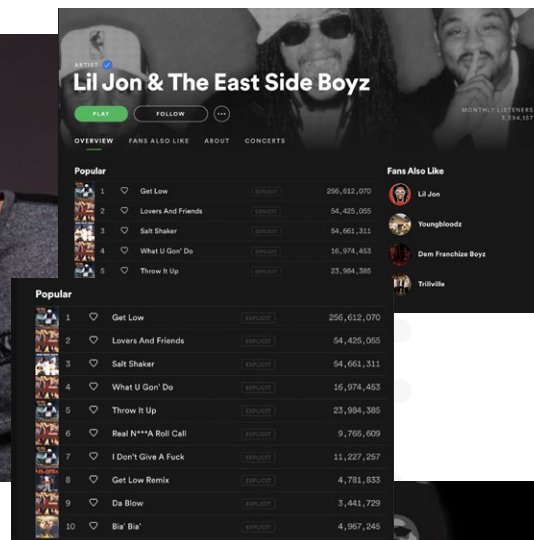 ARTIST
Lil Jon & The East Side Boyz
PLAY FOLLOW
MONTHLY LISTENERS
3,394,157
OVERVIEW FANS ALSO LIKE ABOUT CONCERTS
Popular
1 Get Low EXPLICIT 256,612,070
2 Lovers And Friends EXPLICIT 54,425,055
3 Salt Shaker EXPLICIT 54,661,311
4 What U Gon' Do EXPLICIT 16,974,453
5 Throw It Up EXPLICIT 23,984,385
Fans Also Like
Lil Jon
Youngbloodz
Dem Franchize Boyz
Trillville
Popular
1 Get Low EXPLICIT 256,612,070
2 Lovers And Friends EXPLICIT 54,425,055
3 Salt Shaker EXPLICIT 54,661,311
4 What U Gon' Do EXPLICIT 16,974,453
5 Throw It Up EXPLICIT 23,984,385
6 Real N***A Roll Call EXPLICIT 9,765,609
7 I Don't Give A Fuck EXPLICIT 11,227,257
8 Get Low Remix EXPLICIT 4,781,833
9 Da Blow EXPLICIT 3,441,729
10 Bia' Bia' EXPLICIT 4,967,245